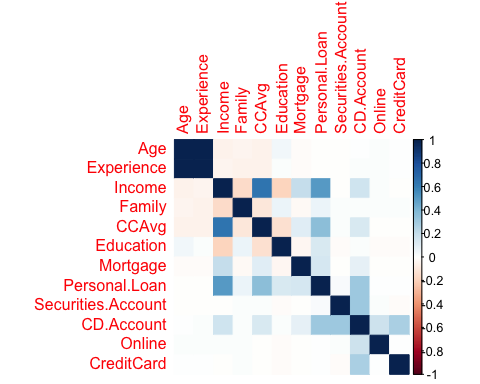 Age
Experience
Income
Family
CCAvg
Education
Mortgage
Personal.Loan
Securities.Account
CD.Account
Online
CreditCard
Age
Experience
Income
Family
CCAvg
Education
Mortgage
Personal.Loan
Securities.Account
CD.Account
Online
CreditCard
1
0.8
0.6
0.4
0.2
0
-0.2
-0.4
-0.6
-0.8
-1